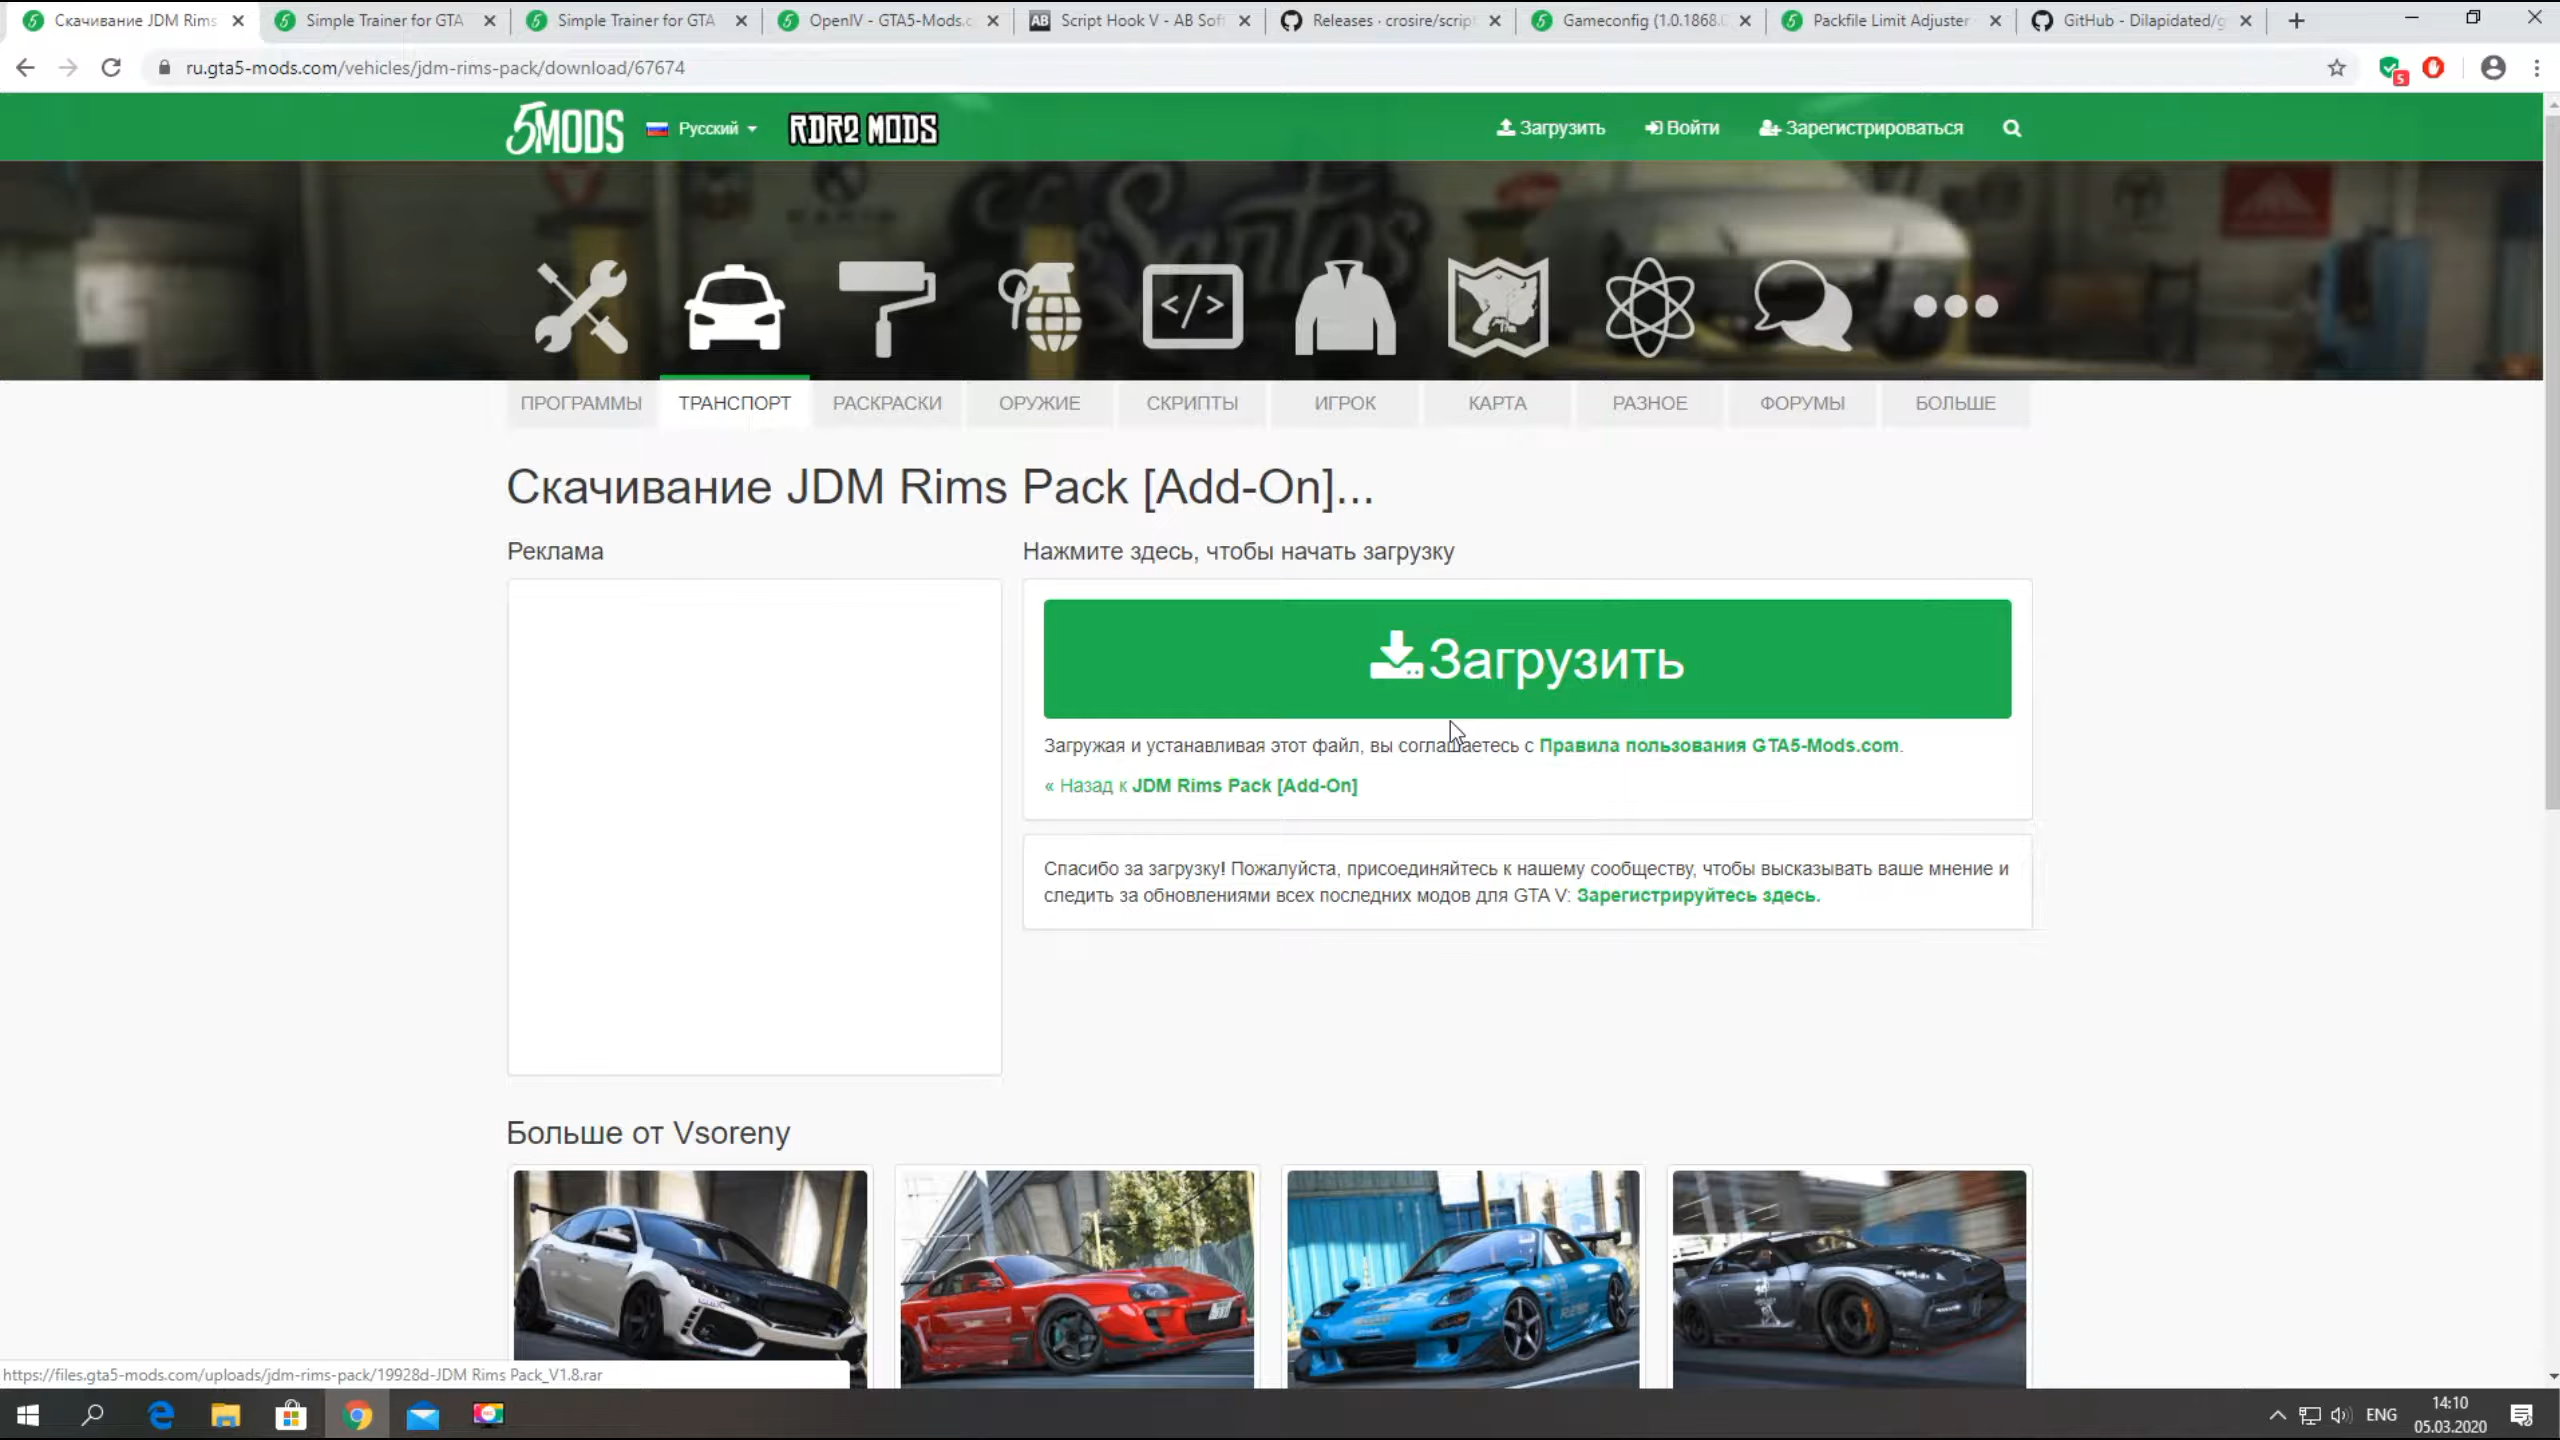 Скачивание JDM Rims
Simple Trainer for GTA
Simple Trainer for GTA
OpenIV - GTA5-Mods.c
AB
Script Hook V - AB Sof
Releases · crosire/script
Gameconfig (1.0.1868.
Packfile Limit Adjuster
GitHub - Dilapidated/g
ru.gta5-mods.com/vehicles/jdm-rims-pack/download/67674
5
5MODS
Русский
RDR2 MODS
Загрузить
Войти
Зарегистрироваться
Santos
ПРОГРАММЫ
ТРАНСПОРТ
РАСКРАСКИ
ОРУЖИЕ
СКРИПТЫ
ИГРОК
КАРТА
РАЗНОЕ
ФОРУМЫ
БОЛЬШЕ
Скачивание JDM Rims Pack [Add-On]...
Реклама
Нажмите здесь, чтобы начать загрузку
Загрузить
Загружая и устанавливая этот файл, вы соглашаетесь с Правила пользования GTA5-Mods.com.
« Назад к JDM Rims Pack [Add-On]
Спасибо за загрузку! Пожалуйста, присоединяйтесь к нашему сообществу, чтобы высказывать ваше мнение и
следить за обновлениями всех последних модов для GTA V: Зарегистрируйтесь здесь.
Больше от Vsoreny
https://files.gta5-mods.com/uploads/jdm-rims-pack/19928d-JDM Rims Pack_V1.8.rar
ENG
14:10
05.03.2020